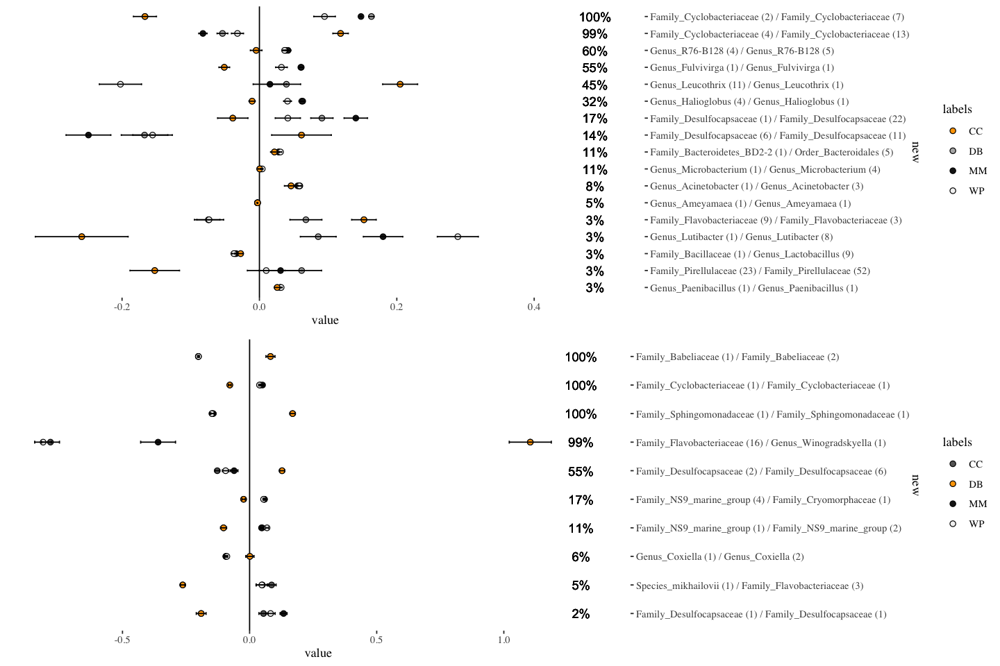 100% Family_Cyclobacteriaceae (2) / Family_Cyclobacteriaceae (7)
99% Family_Cyclobacteriaceae (4) / Family_Cyclobacteriaceae (13)
60% Genus_R76-B128 (4) / Genus_R76-B128 (5)
55% Genus_Fulvivirga (1) / Genus_Fulvivirga (1)
45% Genus_Leucothrix (11) / Genus_Leucothrix (1)
32% Genus_Halioglobus (4) / Genus_Halioglobus (1)
17% Family_Desulfocapsaceae (1) / Family_Desulfocapsaceae (22)
14% Family_Desulfocapsaceae (6) / Family_Desulfocapsaceae (11)
11% Family_Bacteroidetes_BD2-2 (1) / Order_Bacteroidales (5)
11% Genus_Microbacterium (1) / Genus_Microbacterium (4)
8% Genus_Acinetobacter (1) / Genus_Acinetobacter (3)
5% Genus_Ameyamaea (1) / Genus_Ameyamaea (1)
3% Family_Flavobacteriaceae (9) / Family_Flavobacteriaceae (3)
3% Genus_Lutibacter (1) / Genus_Lutibacter (8)
3% Family_Bacillaceae (1) / Genus_Lactobacillus (9)
3% Family_Pirellulaceae (23) / Family_Pirellulaceae (52)
3% Genus_Paenibacillus (1) / Genus_Paenibacillus (1)
-0.2 0.0 0.2 0.4
value
new
labels
CC
DB
MM
WP
100% Family_Babeliaceae (1) / Family_Babeliaceae (2)
100% Family_Cyclobacteriaceae (1) / Family_Cyclobacteriaceae (1)
100% Family_Sphingomonadaceae (1) / Family_Sphingomonadaceae (1)
99% Family_Flavobacteriaceae (16) / Genus_Winogradskyella (1)
55% Family_Desulfocapsaceae (2) / Family_Desulfocapsaceae (6)
17% Family_NS9_marine_group (4) / Family_Cryomorphaceae (1)
11% Family_NS9_marine_group (1) / Family_NS9_marine_group (2)
6% Genus_Coxiella (1) / Genus_Coxiella (2)
5% Species_mikhailovii (1) / Family_Flavobacteriaceae (3)
2% Family_Desulfocapsaceae (1) / Family_Desulfocapsaceae (1)
-0.5 0.0 0.5 1.0
value
new
labels
CC
DB
MM
WP